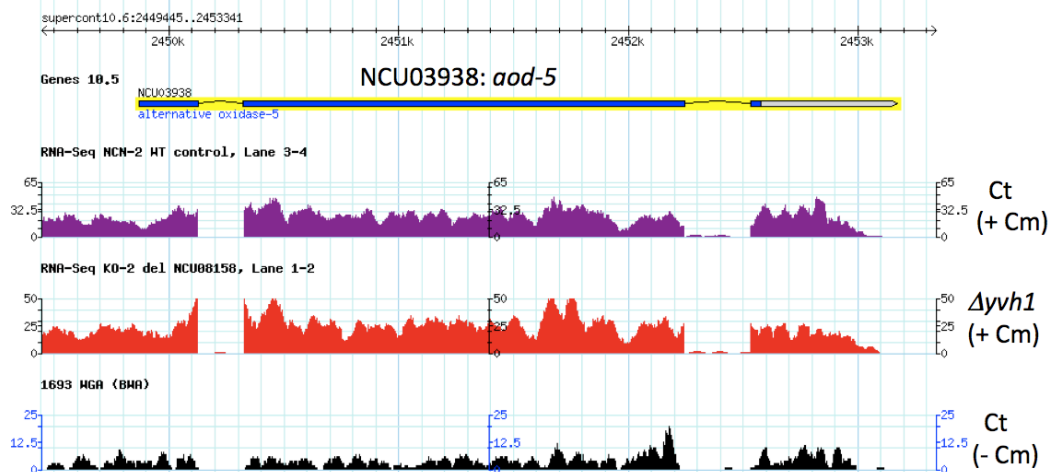 supercont10.6:2449445..2453341
2450k 2451k 2452k 2453k
Genes 10.5
NCU03938: aod-5
NCU03938
alternative oxidase-5
RNA-Seq NCN-2 WT control, Lane 3-4
65 65 65
32.5 32.5 32.5
0 0 0
Ct
(+ Cm)
RNA-Seq KO-2 del NCU08158, Lane 1-2
50 50 50
25 25 25
0 0 0
Δyvh1
(+ Cm)
1693 WGA (BWA)
25 25 25
12.5 12.5 12.5
0 0 0
Ct
(- Cm)